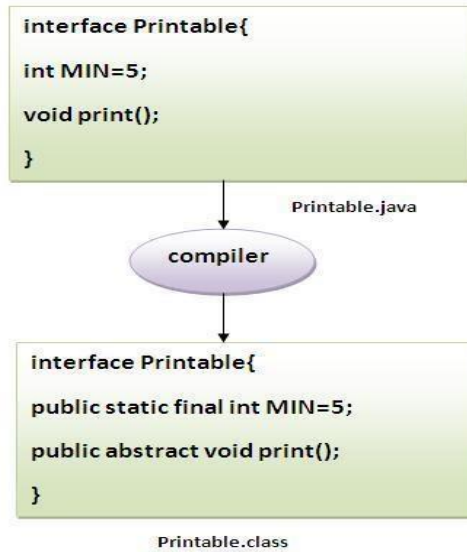 interface Printable{
int MIN=5;
void print();
}
Printable.java
compiler
interface Printable{
public static final int MIN=5;
public abstract void print();
}
Printable.class